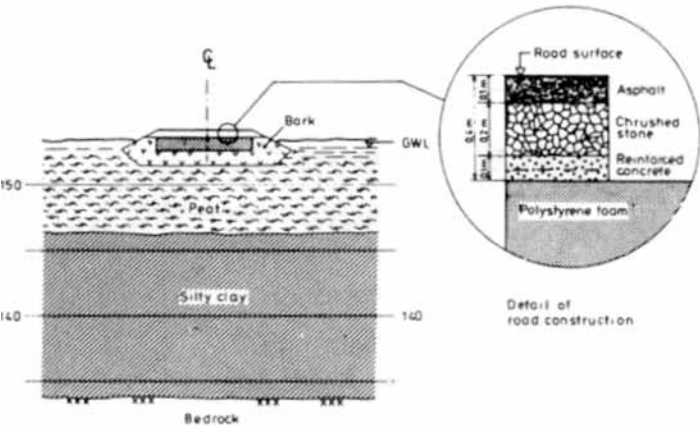 ℄
Bark
GWL
150
Peat
Silty clay
140
140
Bedrock
Road surface
Asphalt
Chrushed
stone
Reinforced
concrete
Polystyrene foam
0,4 m
0,1 m
0,2 m
0,1 m
Detail of
road construction